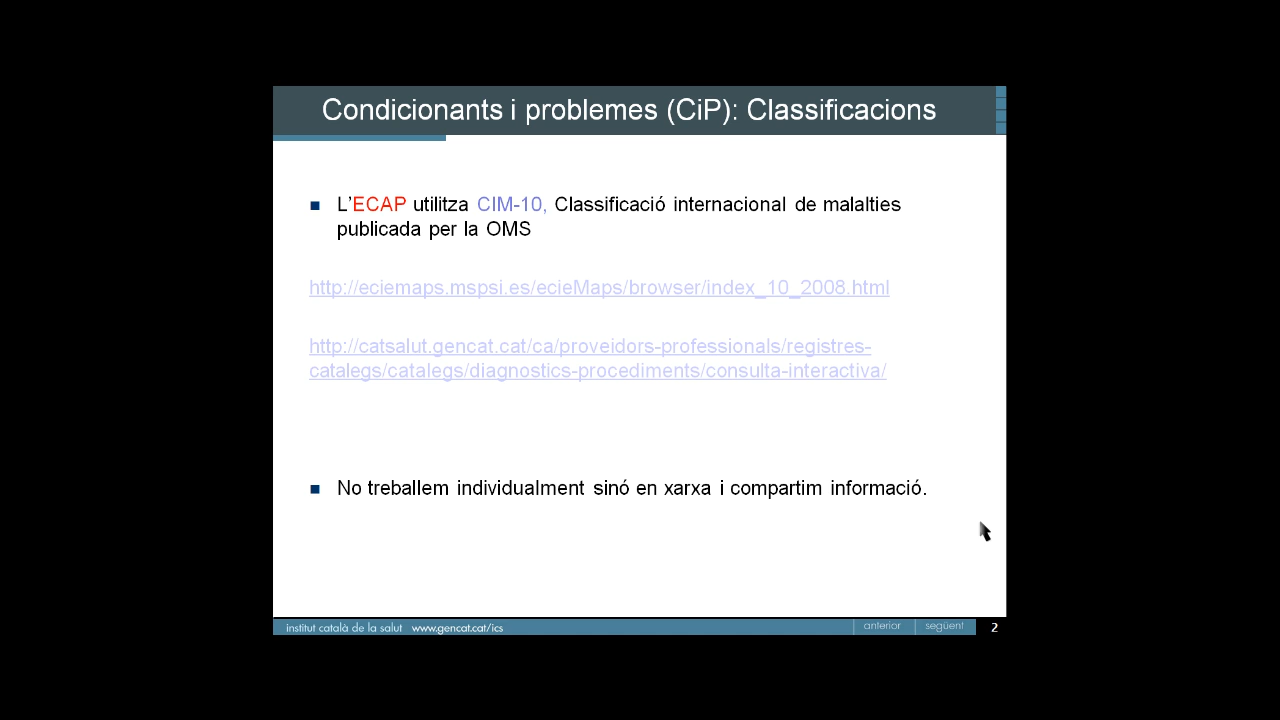 Condicionants i problemes (CiP): Classificacions
L'ECAP utilitza CIM-10, Classificació internacional de malalties
publicada per la OMS
http://eciemaps.mspsi.es/ecieMaps/browser/index_10_2008.html
http://catsalut.gencat.cat/ca/proveidors-professionals/registres-
catalegs/catalegs/diagnostics-procediments/consulta-interactiva/
No treballem individualment sinó en xarxa i compartim informació.
institut català de la salut www.gencat.cat/ics anterior següent 2